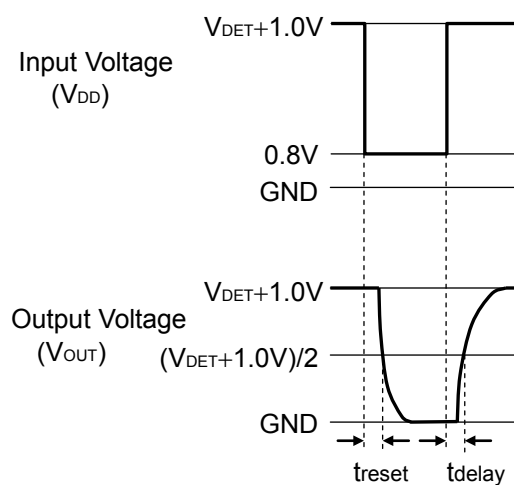 VDET+1.0V
Input Voltage
(VDD)
0.8V
GND
VDET+1.0V
Output Voltage
(VOUT)
(VDET+1.0V)/2
GND
treset
tdelay